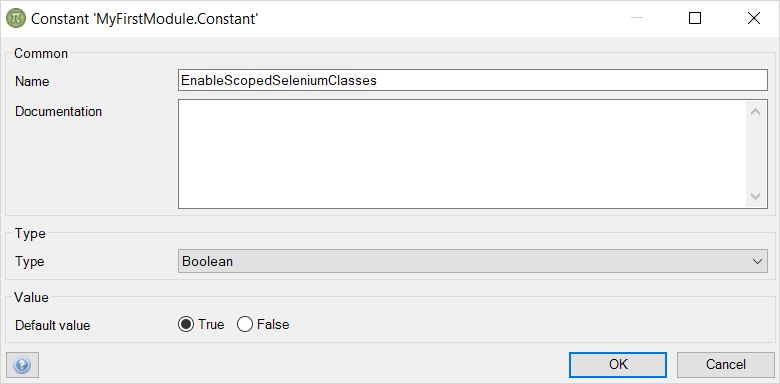 Constant 'MyFirstModule.Constant'
Common
Name
EnableScopedSeleniumClasses
Documentation
Type
Type
Boolean
Value
Default value
True
False
?
OK
Cancel